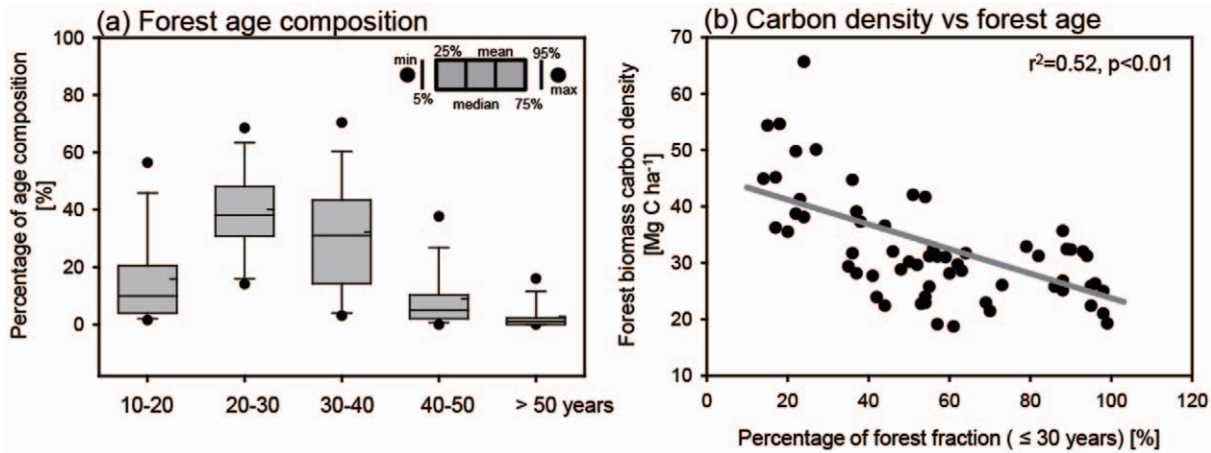 (a) Forest age composition
Percentage of age composition
[%]
100
80
60
40
20
0
min
25%
mean
95%
5%
median
75%
max
10-20
20-30
30-40
40-50
> 50 years
(b) Carbon density vs forest age
Forest biomass carbon density
[Mg C ha⁻¹]
70
60
50
40
30
20
10
r²=0.52, p<0.01
0
20
40
60
80
100
120
Percentage of forest fraction ( ≤ 30 years) [%]